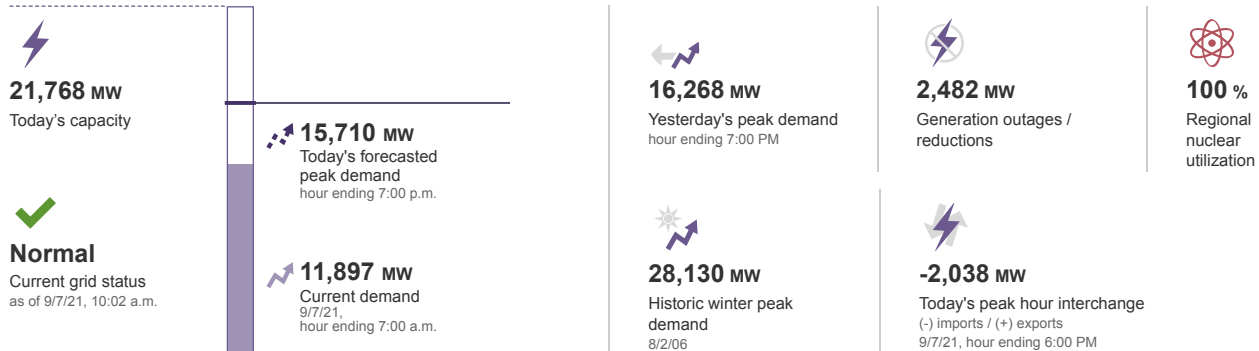 21,768 MW
Today's capacity
Normal
Current grid status
as of 9/7/21, 10:02 a.m.
15,710 MW
Today's forecasted
peak demand
hour ending 7:00 p.m.
11,897 MW
Current demand
9/7/21,
hour ending 7:00 a.m.
16,268 MW
Yesterday's peak demand
hour ending 7:00 PM
2,482 MW
Generation outages /
reductions
100 %
Regional
nuclear
utilization
28,130 MW
Historic winter peak
demand
8/2/06
-2,038 MW
Today's peak hour interchange
(-) imports / (+) exports
9/7/21, hour ending 6:00 PM